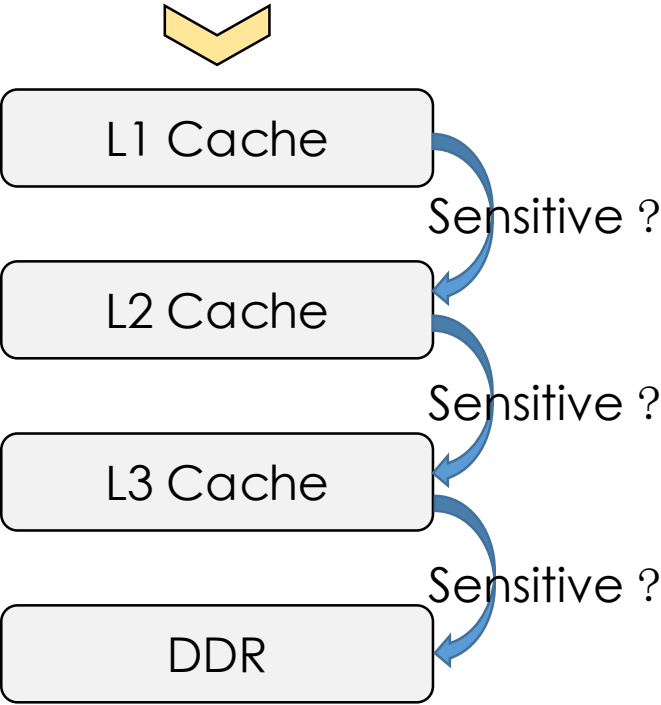 L1 Cache
Sensitive ?
L2 Cache
Sensitive ?
L3 Cache
Sensitive ?
DDR